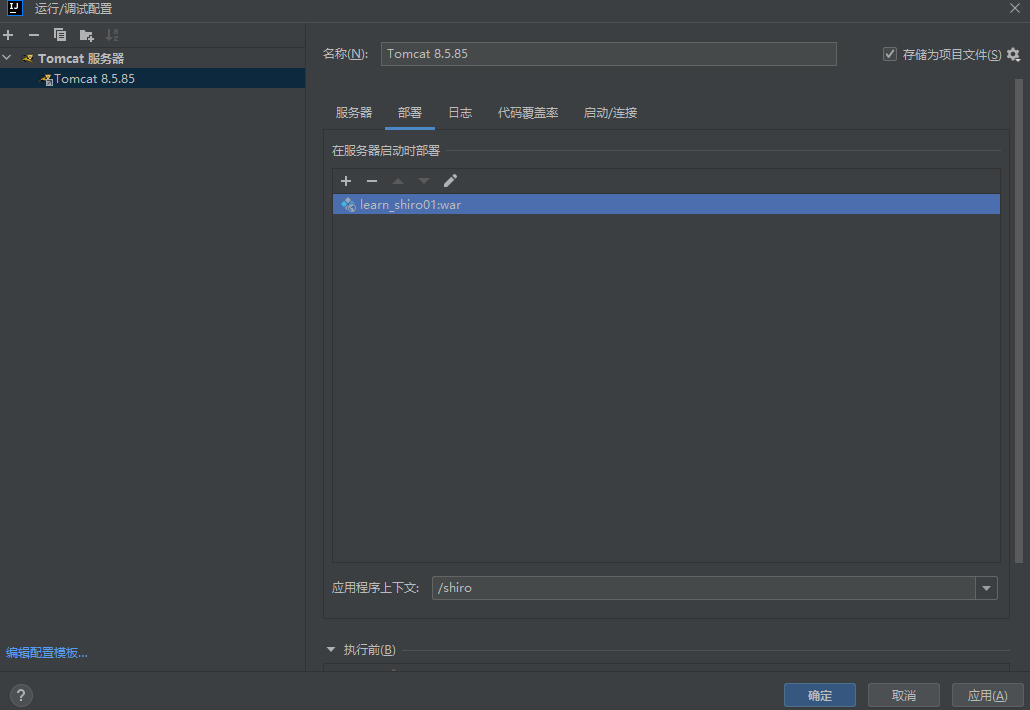 运行/调试配置
Tomcat 服务器
Tomcat 8.5.85
编辑配置模板...
名称(N):
Tomcat 8.5.85
存储为项目文件(S)
服务器 部署 日志 代码覆盖率 启动/连接
在服务器启动时部署
learn_shiro01:war
应用程序上下文:
/shiro
执行前(B)
?
确定 取消 应用(A)